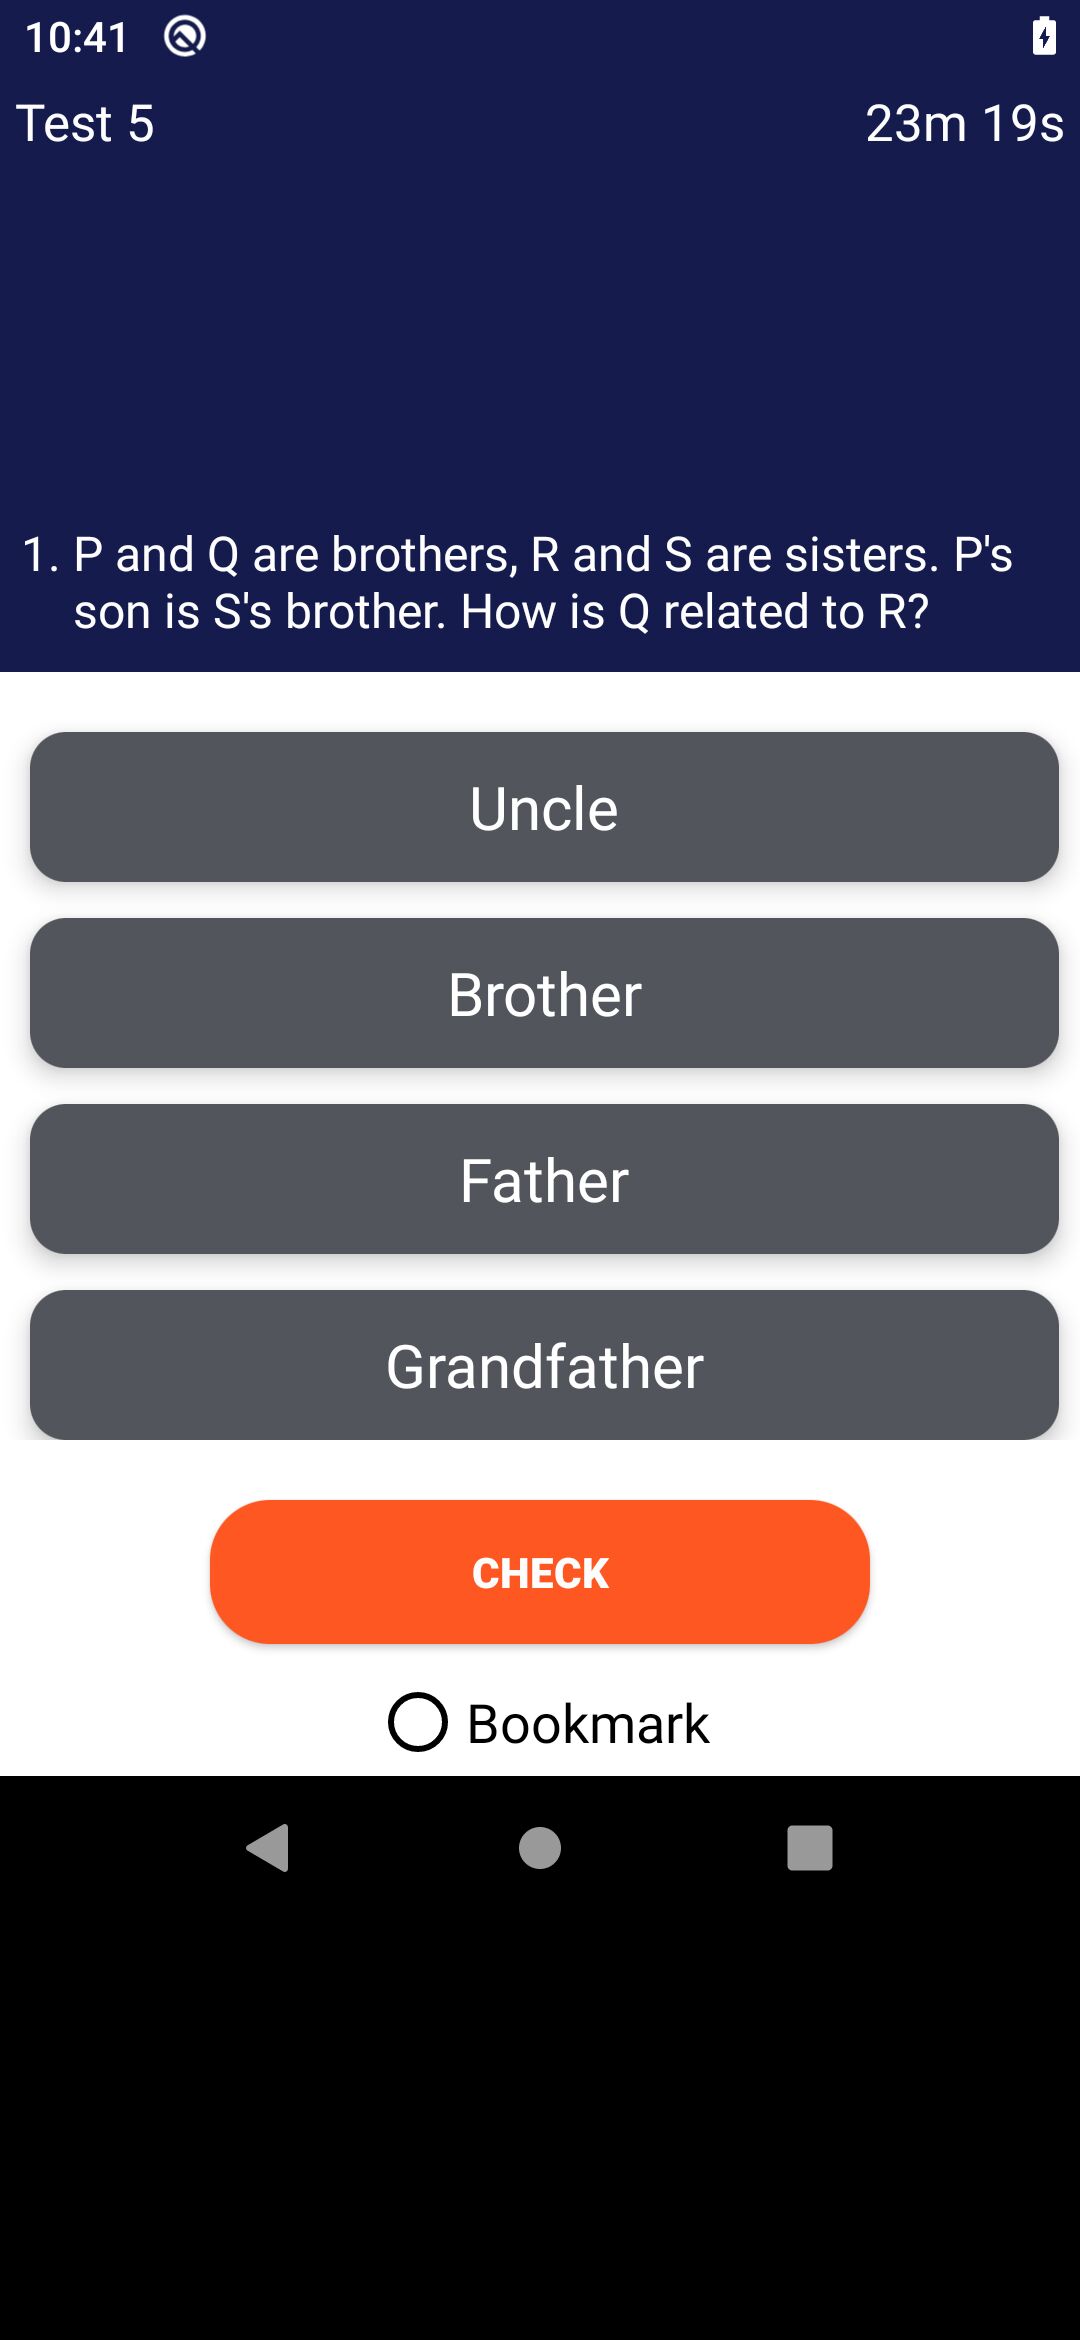 10:41
Test 5
23m 19s
1. P and Q are brothers, R and S are sisters. P's
son is S's brother. How is Q related to R?
Uncle
Brother
Father
Grandfather
CHECK
Bookmark